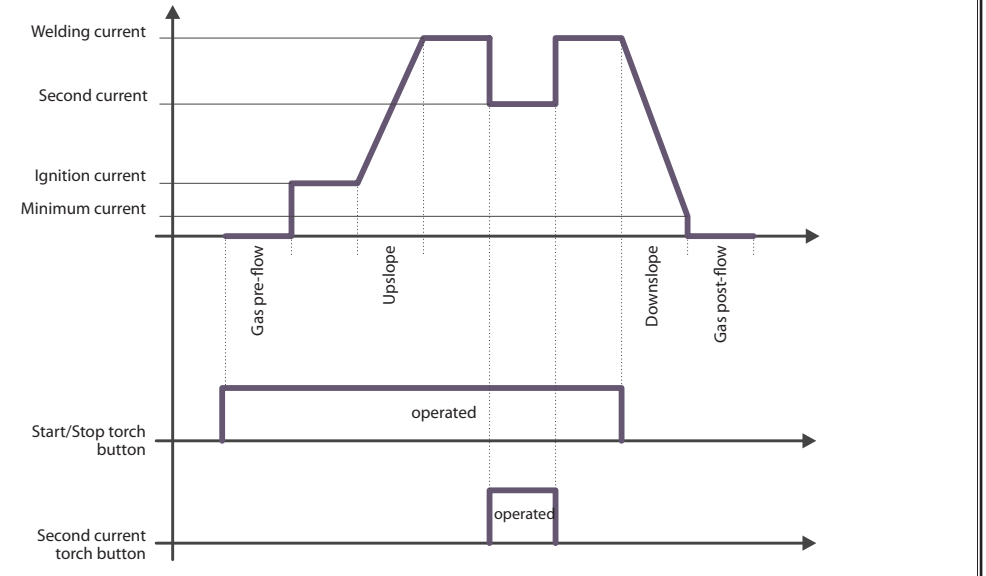 Welding current
Second current
Ignition current
Minimum current
Gas pre-flow
Upslope
Downslope
Gas post-flow
operated
Start/Stop torch
button
operated
Second current
torch button